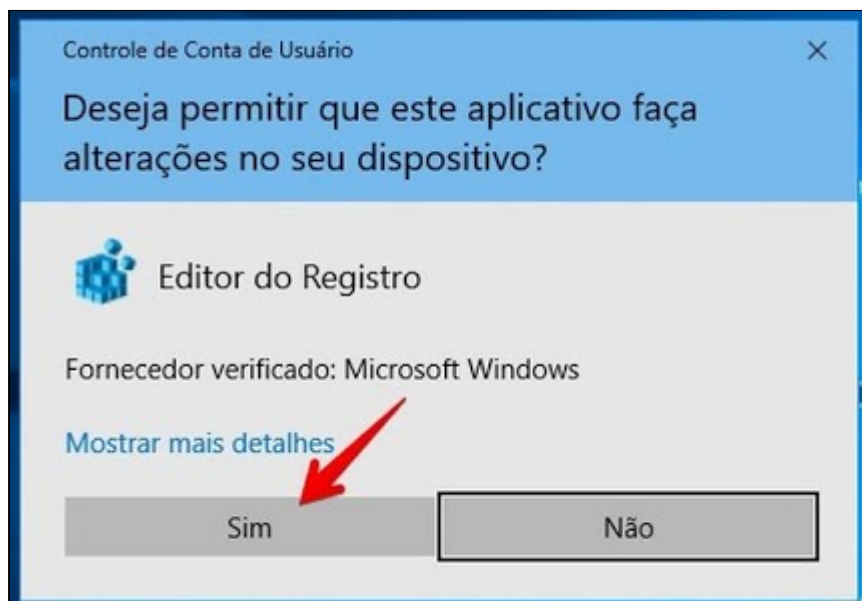 Controle de Conta de Usuário
Deseja permitir que este aplicativo faça
alterações no seu dispositivo?
Editor do Registro
Fornecedor verificado: Microsoft Windows
Mostrar mais detalhes
Sim
Não